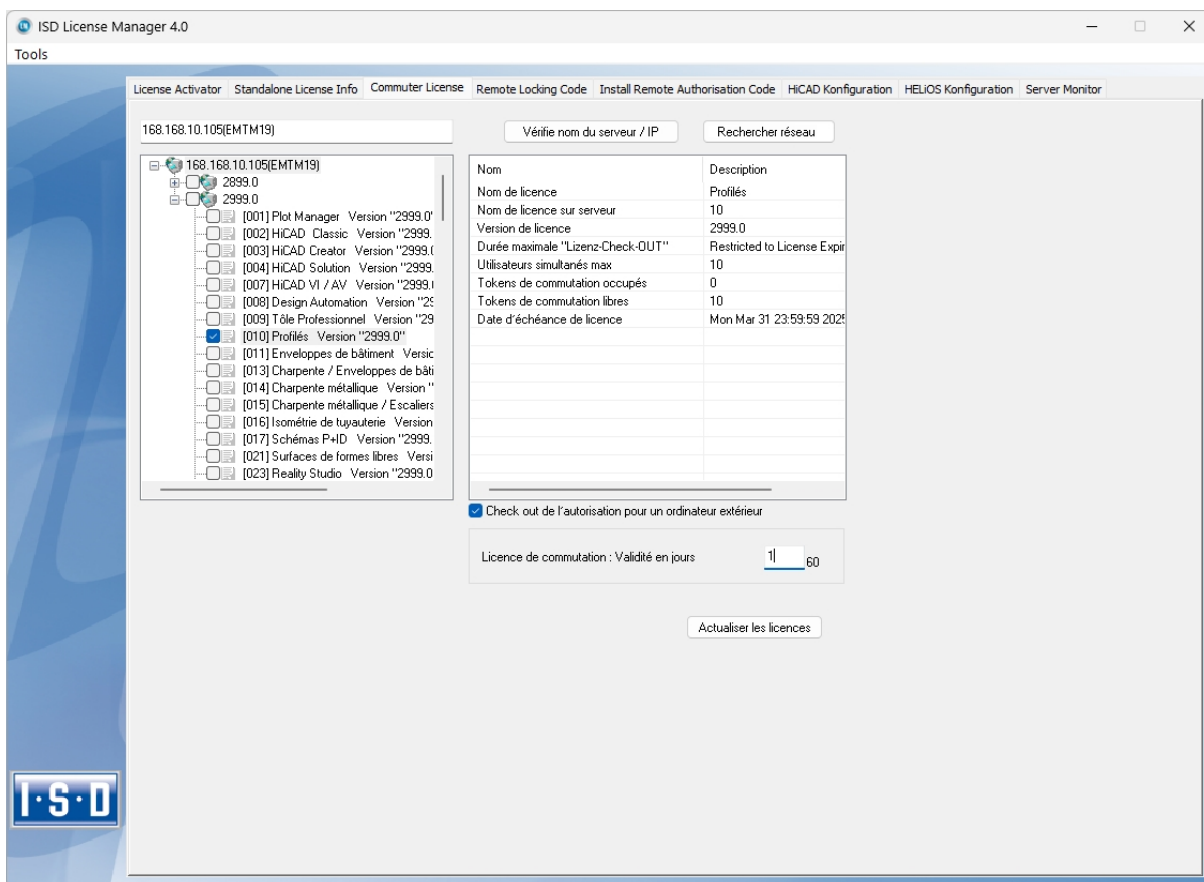 ISD License Manager 4.0
Tools
License Activator Standalone License Info Commuter License Remote Locking Code Install Remote Authorisation Code HiCAD Konfiguration HELiOS Konfiguration Server Monitor
168.168.10.105(EMTM19)
Vérifie nom du serveur / IP
Rechercher réseau
168.168.10.105(EMTM19)
2899.0
2999.0
[001] Plot Manager Version "2999.0"
[002] HiCAD Classic Version "2999.
[003] HiCAD Creator Version "2999.(
[004] HiCAD Solution Version "2999.
[007] HiCAD VI / AV Version "2999.(
[008] Design Automation Version "29
[009] Tôle Professionnel Version "29
[010] Profilés Version "2999.0"
[011] Enveloppes de bâtiment Versic
[013] Charpente / Enveloppes de bâti
[014] Charpente métallique Version "
[015] Charpente métallique / Escaliers
[016] Isométrie de tuyauterie Version
[017] Schémas P+ID Version "2999.
[021] Surfaces de formes libres Versi
[023] Reality Studio Version "2999.0
Nom Description
Nom de licence Profilés
Nom de licence sur serveur 10
Version de licence 2999.0
Durée maximale "Lizenz-Check-OUT" Restricted to License Expir
Utilisateurs simultanés max 10
Tokens de commutation occupés 0
Tokens de commutation libres 10
Date d´échéance de licence Mon Mar 31 23:59:59 2025
Check out de l´autorisation pour un ordinateur extérieur
Licence de commutation : Validité en jours 1 60
Actualiser les licences
I·S·D